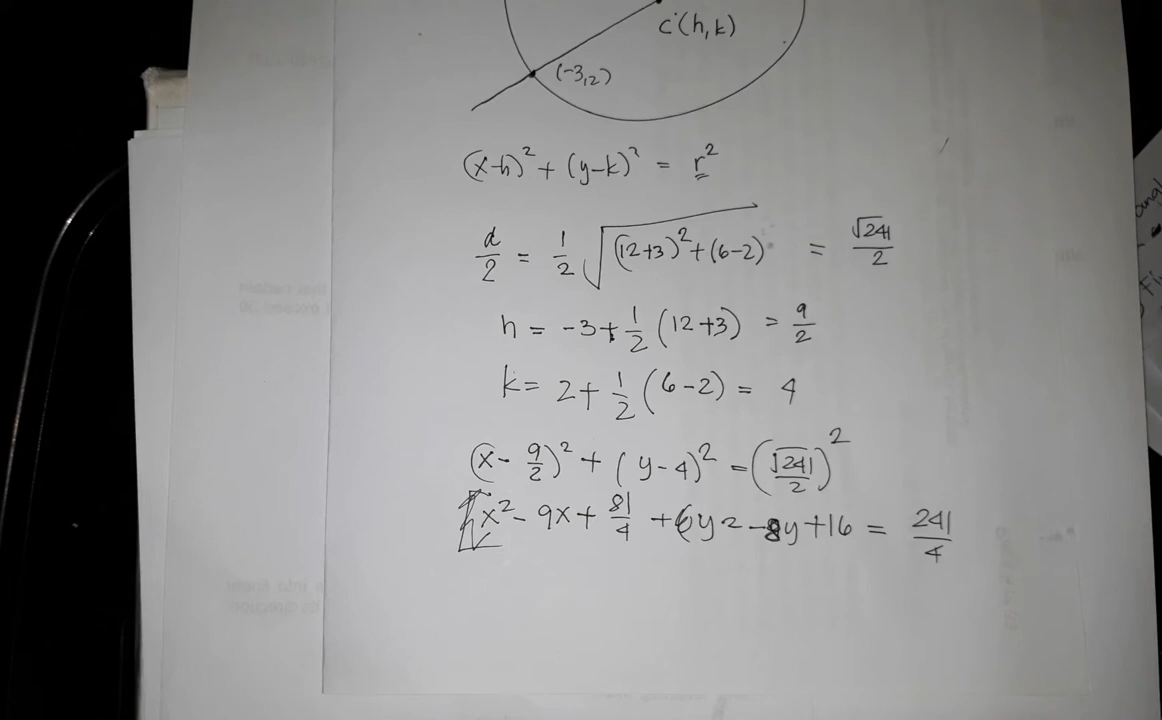 C (h, k)
(-3,2)
(x-h)² + (y-k)² = r²
d/2 = 1/2 √(12+3)² + (6-2) = √241/2
h = -3 + 1/2 (12+3) = 9/2
k = 2 + 1/2 (6-2) = 4
(x - 9/2)² + (y-4)² = (√241/2)²
x² - 9x + 81/4 + y2 - 8y + 16 = 241/4